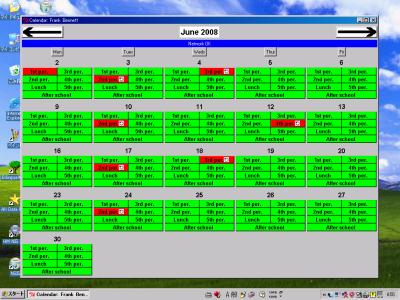 Calendar: Frank Bennett
June 2008
Network OK
Mon Tue Wed Thu Fri
2 3 4 5 6
1st per. 3rd per. 1st per. 3rd per. 1st per. 3rd per. 1st per. 3rd per. 1st per. 3rd per.
2nd per. 4th per. 2nd per. 4th per. 2nd per. 4th per. 2nd per. 4th per. 2nd per. 4th per.
Lunch 5th per. Lunch 5th per. Lunch 5th per. Lunch 5th per. Lunch 5th per.
After school After school After school After school After school
9 10 11 12 13
1st per. 3rd per. 1st per. 3rd per. 1st per. 3rd per. 1st per. 3rd per. 1st per. 3rd per.
2nd per. 4th per. 2nd per. 4th per. 2nd per. 4th per. 2nd per. 4th per. 2nd per. 4th per.
Lunch 5th per. Lunch 5th per. Lunch 5th per. Lunch 5th per. Lunch 5th per.
After school After school After school After school After school
16 17 18 19 20
1st per. 3rd per. 1st per. 3rd per. 1st per. 3rd per. 1st per. 3rd per. 1st per. 3rd per.
2nd per. 4th per. 2nd per. 4th per. 2nd per. 4th per. 2nd per. 4th per. 2nd per. 4th per.
Lunch 5th per. Lunch 5th per. Lunch 5th per. Lunch 5th per. Lunch 5th per.
After school After school After school After school After school
23 24 25 26 27
1st per. 3rd per. 1st per. 3rd per. 1st per. 3rd per. 1st per. 3rd per. 1st per. 3rd per.
2nd per. 4th per. 2nd per. 4th per. 2nd per. 4th per. 2nd per. 4th per. 2nd per. 4th per.
Lunch 5th per. Lunch 5th per. Lunch 5th per. Lunch 5th per. Lunch 5th per.
After school After school After school After school After school
30
1st per. 3rd per.
2nd per. 4th per.
Lunch 5th per.
After school
スタート Calendar: Frank Ben...